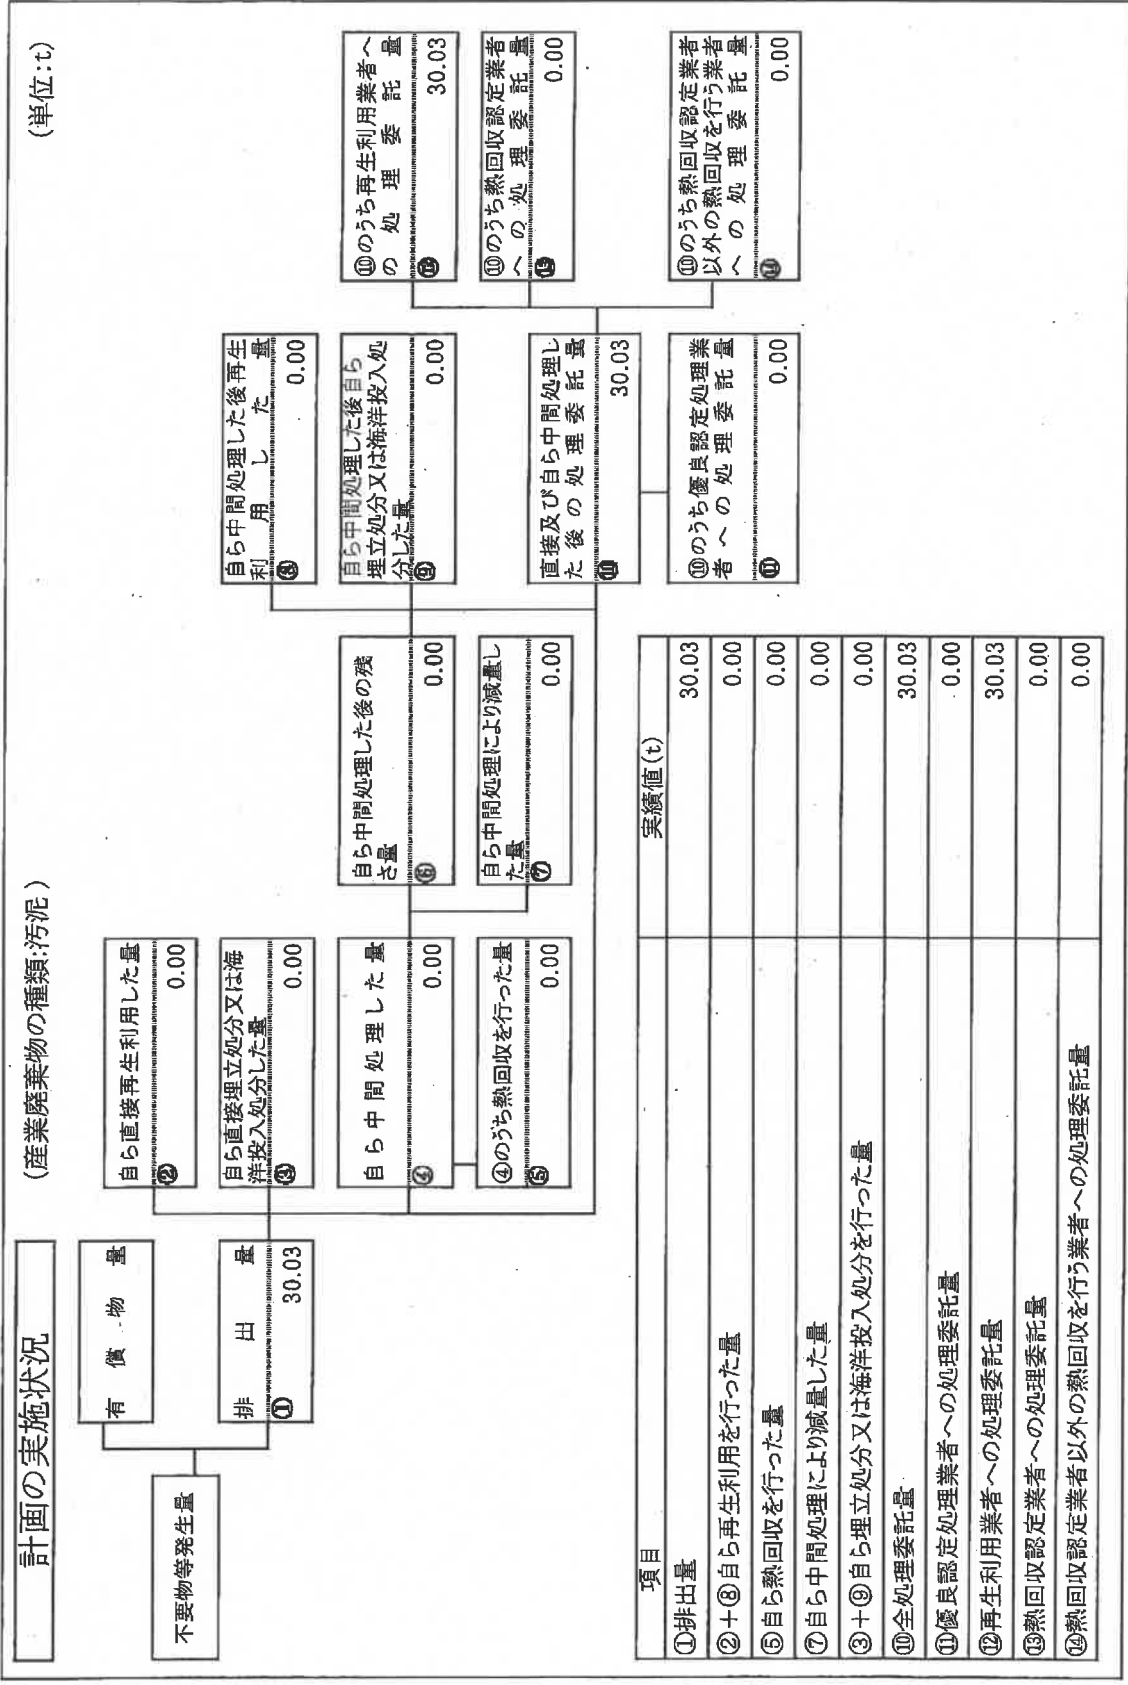 計画の実施状況
(産業廃棄物の種類:汚泥)
(単位:t)
不要物等発生量
有償物量
排出量
①
30.03
自ら直接再生利用した量
②
0.00
自ら直接埋立処分又は海
洋投入処分した量
③
0.00
自ら中間処理した量
④
0.00
④のうち熱回収を行った量
⑤
0.00
自ら中間処理した後の残
さ量
⑥
0.00
自ら中間処理により減量し
た量
⑦
0.00
自ら中間処理した後再生
利用した量
⑧
0.00
自ら中間処理した後自ら
埋立処分又は海洋投入処
分した量
⑨
0.00
直接及び自ら中間処理し
た後の処理委託量
⑩
30.03
⑩のうち優良認定処理業
者への処理委託量
⑪
0.00
⑩のうち再生利用業者へ
の処理委託量
⑫
30.03
⑩のうち熱回収認定業者
への処理委託量
⑬
0.00
⑩のうち熱回収認定業者
以外の熱回収を行う業者
への処理委託量
⑭
0.00
項目 実績値(t)
①排出量 30.03
②+⑧自ら再生利用を行った量 0.00
⑤自ら熱回収を行った量 0.00
⑦自ら中間処理により減量した量 0.00
③+⑨自ら埋立処分又は海洋投入処分を行った量 0.00
⑩全処理委託量 30.03
⑪優良認定処理業者への処理委託量 0.00
⑫再生利用業者への処理委託量 30.03
⑬熱回収認定業者への処理委託量 0.00
⑭熱回収認定業者以外の熱回収を行う業者への処理委託量 0.00